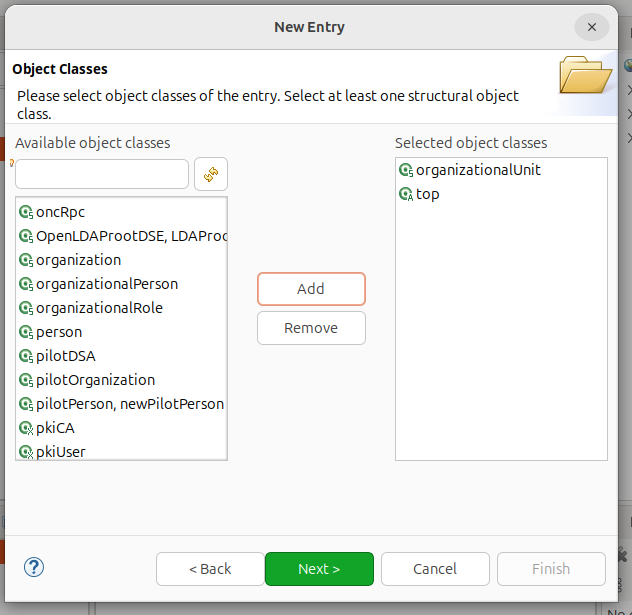 New Entry
Object Classes
Please select object classes of the entry. Select at least one structural object
class.
Available object classes
Selected object classes
oncRpc
OpenLDAProotDSE, LDAProo
organization
organizationalPerson
organizationalRole
person
pilotDSA
pilotOrganization
pilotPerson, newPilotPerson
pkiCA
pkiUser
Add
Remove
organizationalUnit
top
< Back
Next >
Cancel
Finish